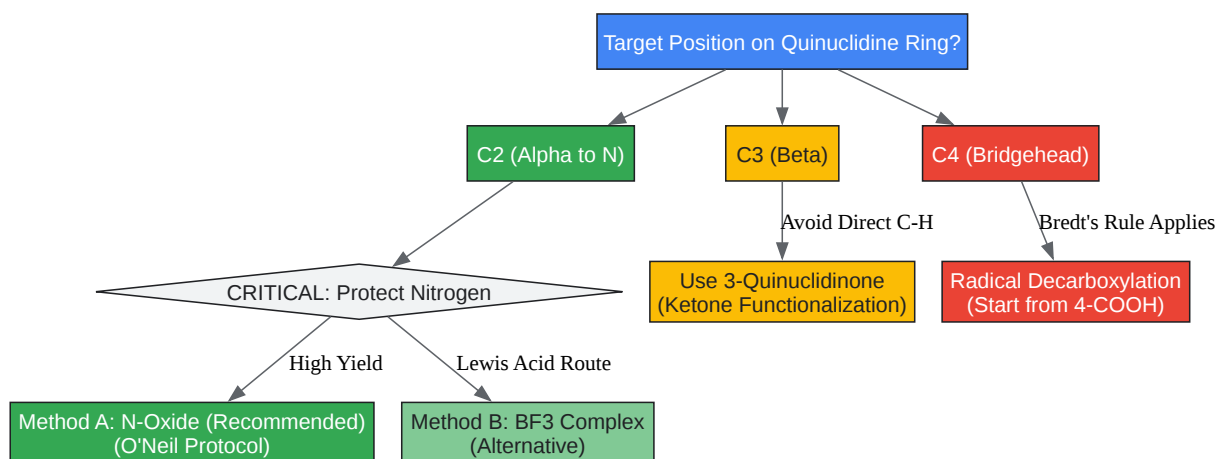 Target Position on Quinuclidine Ring?
C2 (Alpha to N)
C3 (Beta)
C4 (Bridgehead)
Avoid Direct C-H
Bredt's Rule Applies
CRITICAL: Protect Nitrogen
Use 3-Quinuclidinone
(Ketone Functionalization)
Radical Decarboxylation
(Start from 4-COOH)
High Yield
Lewis Acid Route
Method A: N-Oxide (Recommended)
(O'Neil Protocol)
Method B: BF3 Complex
(Alternative)